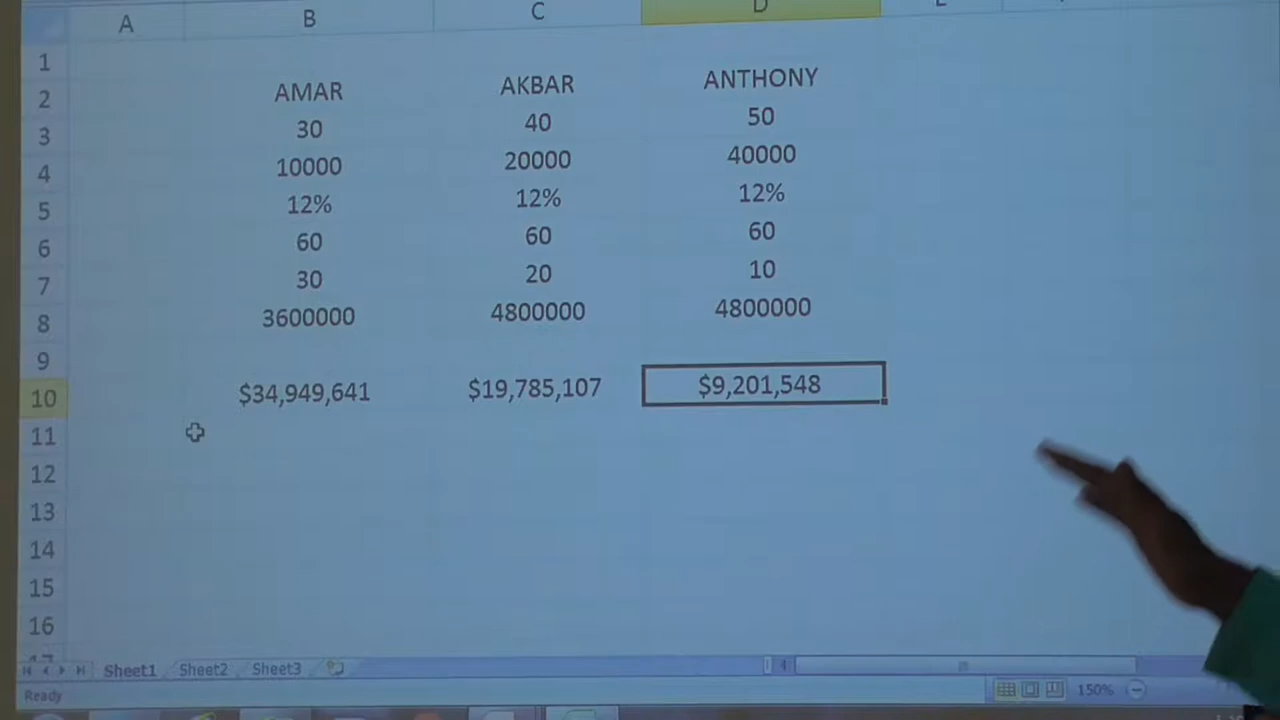 A B C D
1
2 AMAR AKBAR ANTHONY
3 30 40 50
4 10000 20000 40000
5 12% 12% 12%
6 60 60 60
7 30 20 10
8 3600000 4800000 4800000
9
10 $34,949,641 $19,785,107 $9,201,548
11
12
13
14
15
16
Sheet1 Sheet2 Sheet3
Ready 150%